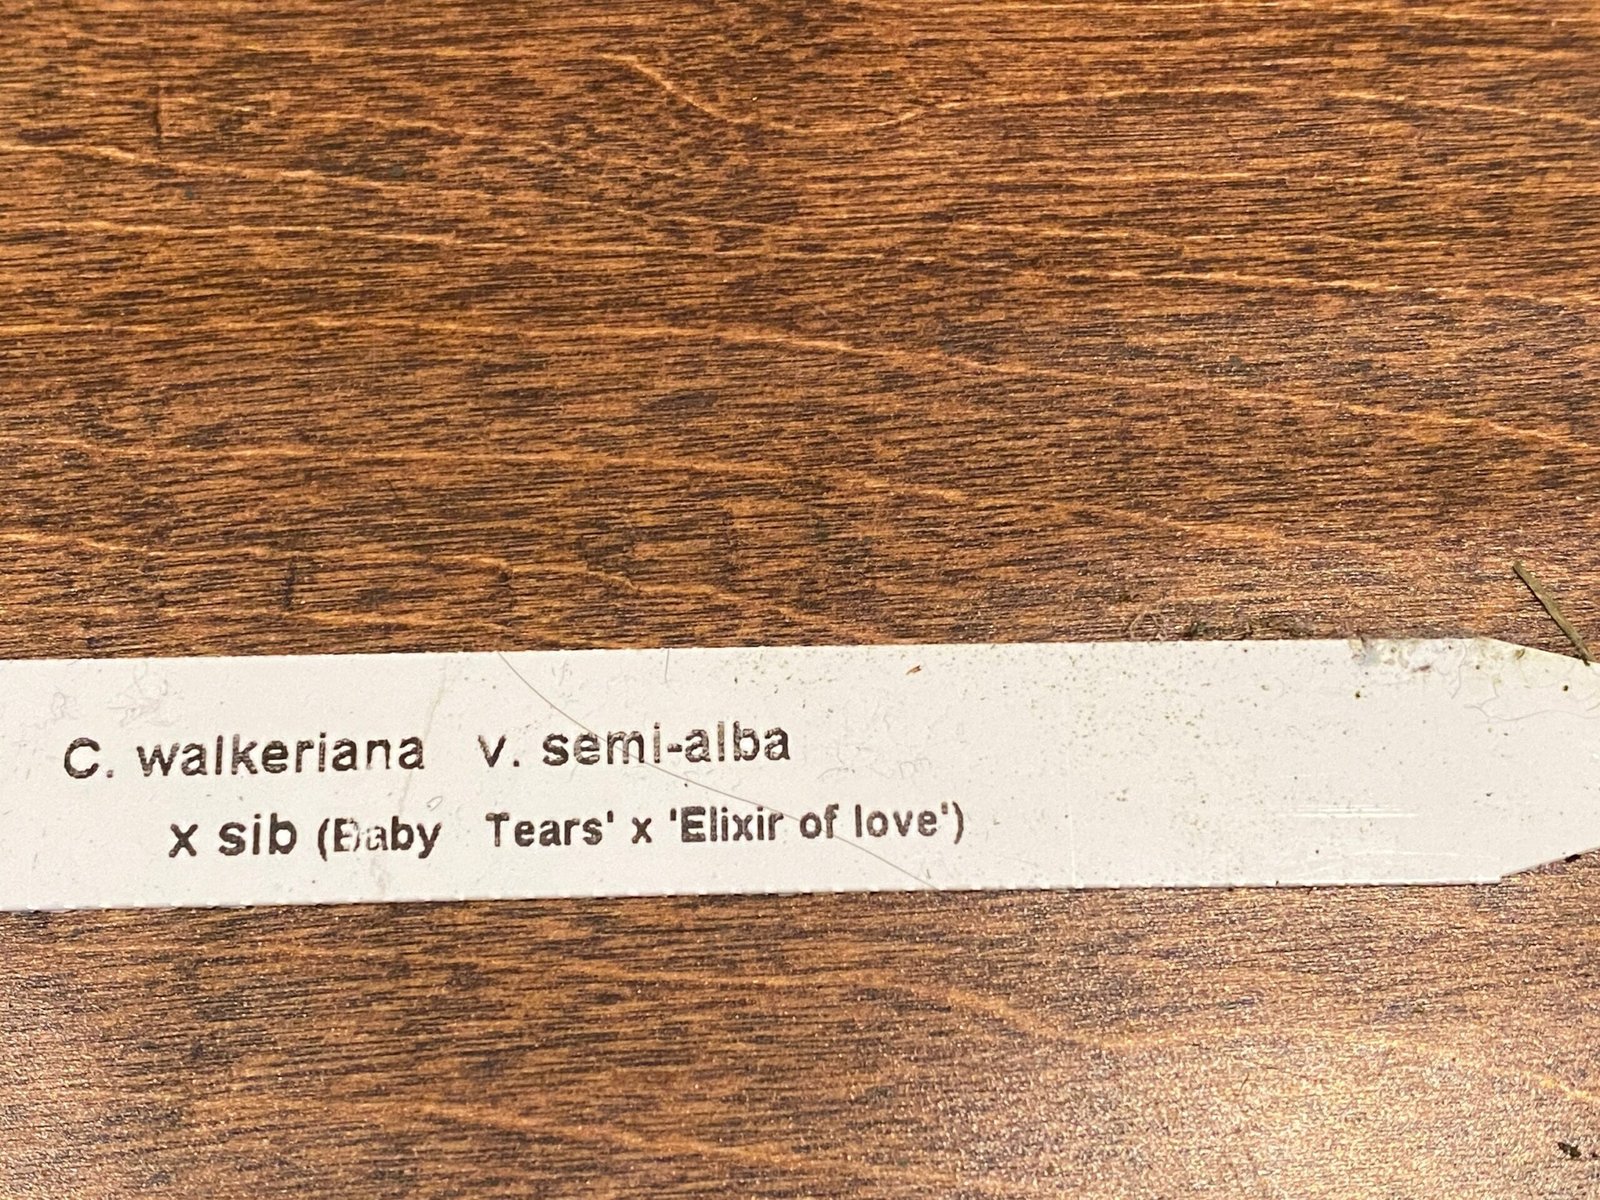 C. walkeriana v. semi-alba
x sib (Baby Tears' x 'Elixir of love')